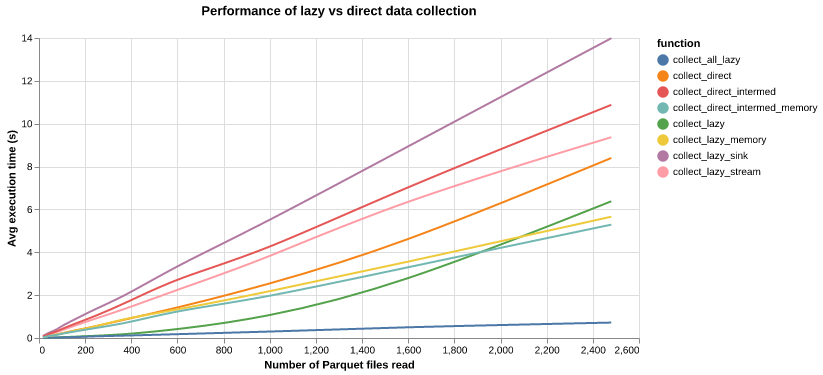 Performance of lazy vs direct data collection
14
12
10
8
6
4
2
0
Avg execution time (s)
0 200 400 600 800 1,000 1,200 1,400 1,600 1,800 2,000 2,200 2,400 2,600
Number of Parquet files read
function
collect_all_lazy
collect_direct
collect_direct_intermed
collect_direct_intermed_memory
collect_lazy
collect_lazy_memory
collect_lazy_sink
collect_lazy_stream